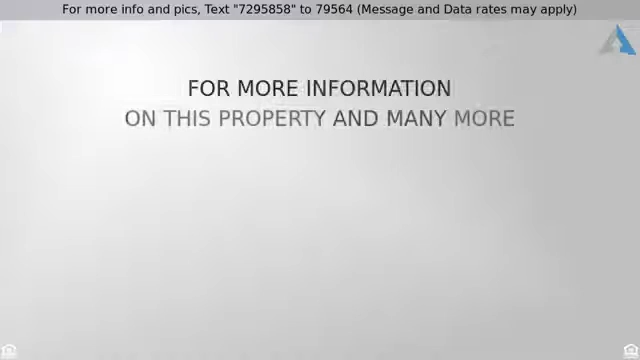 For more info and pics, Text "7295858" to 79564 (Message and Data rates may apply)
FOR MORE INFORMATION
ON THIS PROPERTY AND MANY MORE